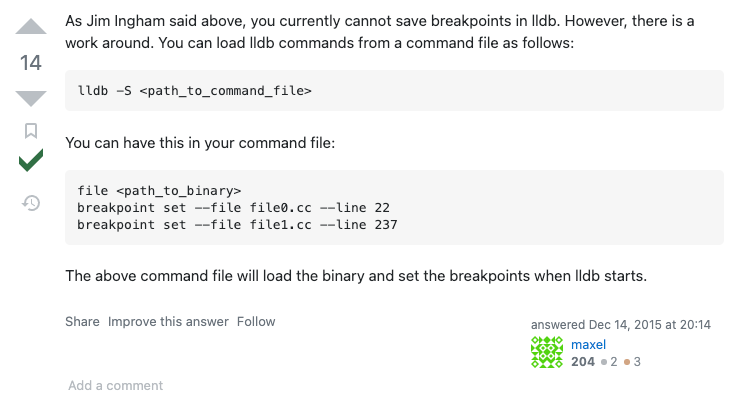 As Jim Ingham said above, you currently cannot save breakpoints in lldb. However, there is a
work around. You can load lldb commands from a command file as follows:
14
lldb -S <path_to_command_file>
You can have this in your command file:
file <path_to_binary>
breakpoint set --file file0.cc --line 22
breakpoint set --file file1.cc --line 237
The above command file will load the binary and set the breakpoints when lldb starts.
Share Improve this answer Follow
answered Dec 14, 2015 at 20:14
maxel
204 2 3
Add a comment